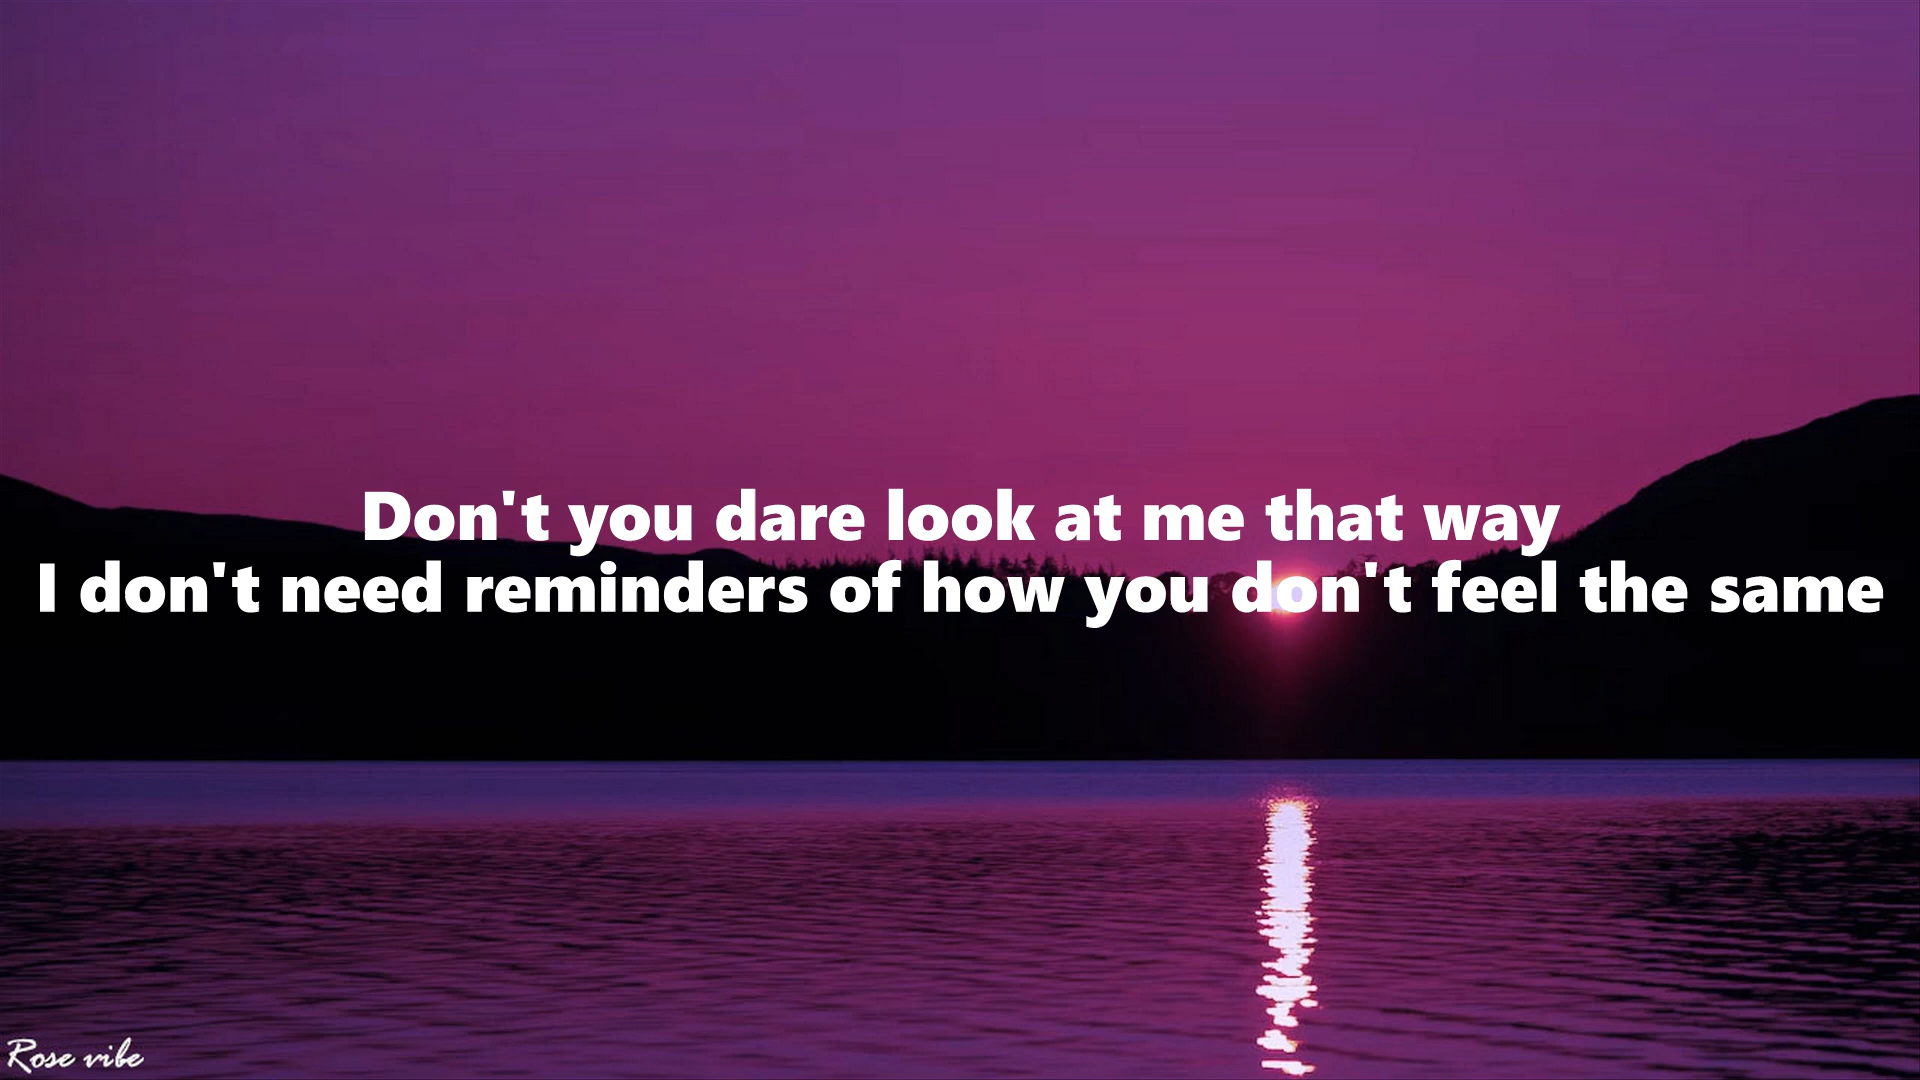 Don't you dare look at me that way
I don't need reminders of how you don't feel the same
Rose vibe